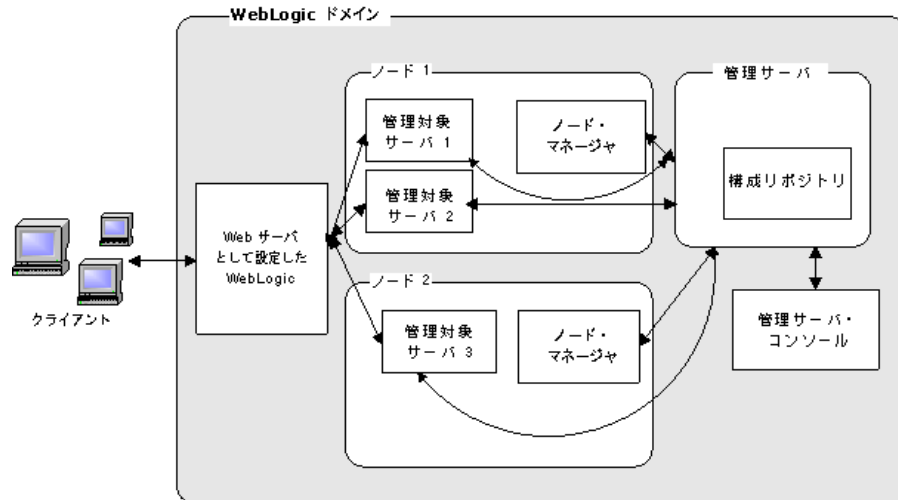 WebLogic ドメイン
ノード 1
管理対象
サーバ 1
ノード・
マネージャ
管理対象
サーバ 2
管理サーバ
構成リポジトリ
Web サーバ
として設定した
WebLogic
クライアント
ノード 2
管理対象
サーバ 3
ノード・
マネージャ
管理サーバ・
コンソール